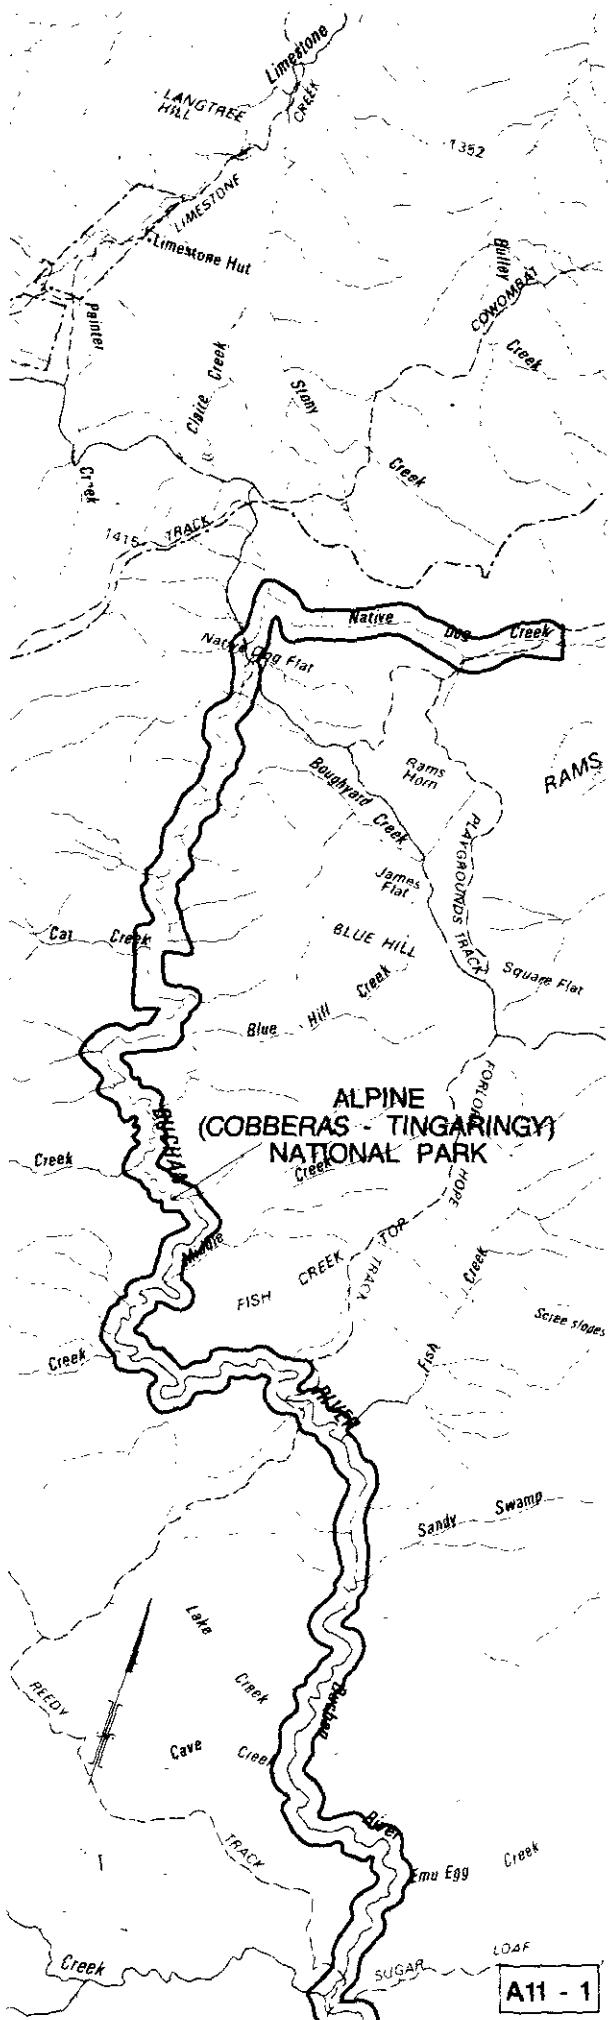 Limestone
LANGTREE
HILL
CREEK
1352
LIMESTONE
Limestone Hut
Bulley
COWOMBAT
Painter
Creek
Claire Creek
Stony
Creek
Creek
1415 TRACK
Native Dog Creek
Native Dog Flat
Rams
Horn
RAMS
Boughyard Creek
PLAYGROUNDS TRACK
James
Flat
Cat Creek
BLUE HILL
Square Flat
Blue Hill Creek
FORLORN HOPE
ALPINE
(COBBERAS - TINGARINGY)
NATIONAL PARK
BUCHAN
Creek
Creek
Middle
FISH CREEK TOP
TRACK
Creek
Scree slopes
Creek
Fish
RIVER
Sandy Swamp
Lake
Creek
REEDY
Buchan
Cave Creek
River
TRACK
Emu Egg Creek
Creek
SUGAR LOAF
A11 - 1